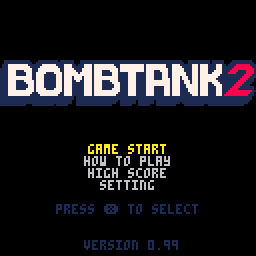 BOMBTANK2
GAME START
HOW TO PLAY
HIGH SCORE
SETTING
PRESS ❎ TO SELECT
VERSION 0.99